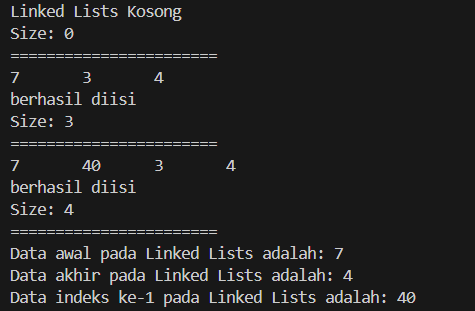 Linked Lists Kosong
Size: 0
=======================
7 3 4
berhasil diisi
Size: 3
=======================
7 40 3 4
berhasil diisi
Size: 4
=======================
Data awal pada Linked Lists adalah: 7
Data akhir pada Linked Lists adalah: 4
Data indeks ke-1 pada Linked Lists adalah: 40